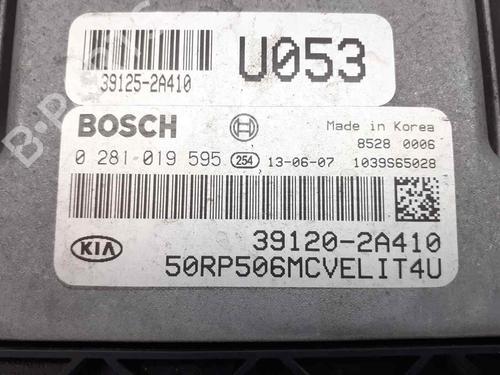 39125-2A410
U053
BOSCH
Made in Korea
8528 0006
0 281 019 595 254 13-06-07 1039S65028
KIA
39120-2A410
50RP506MCVELIT4U